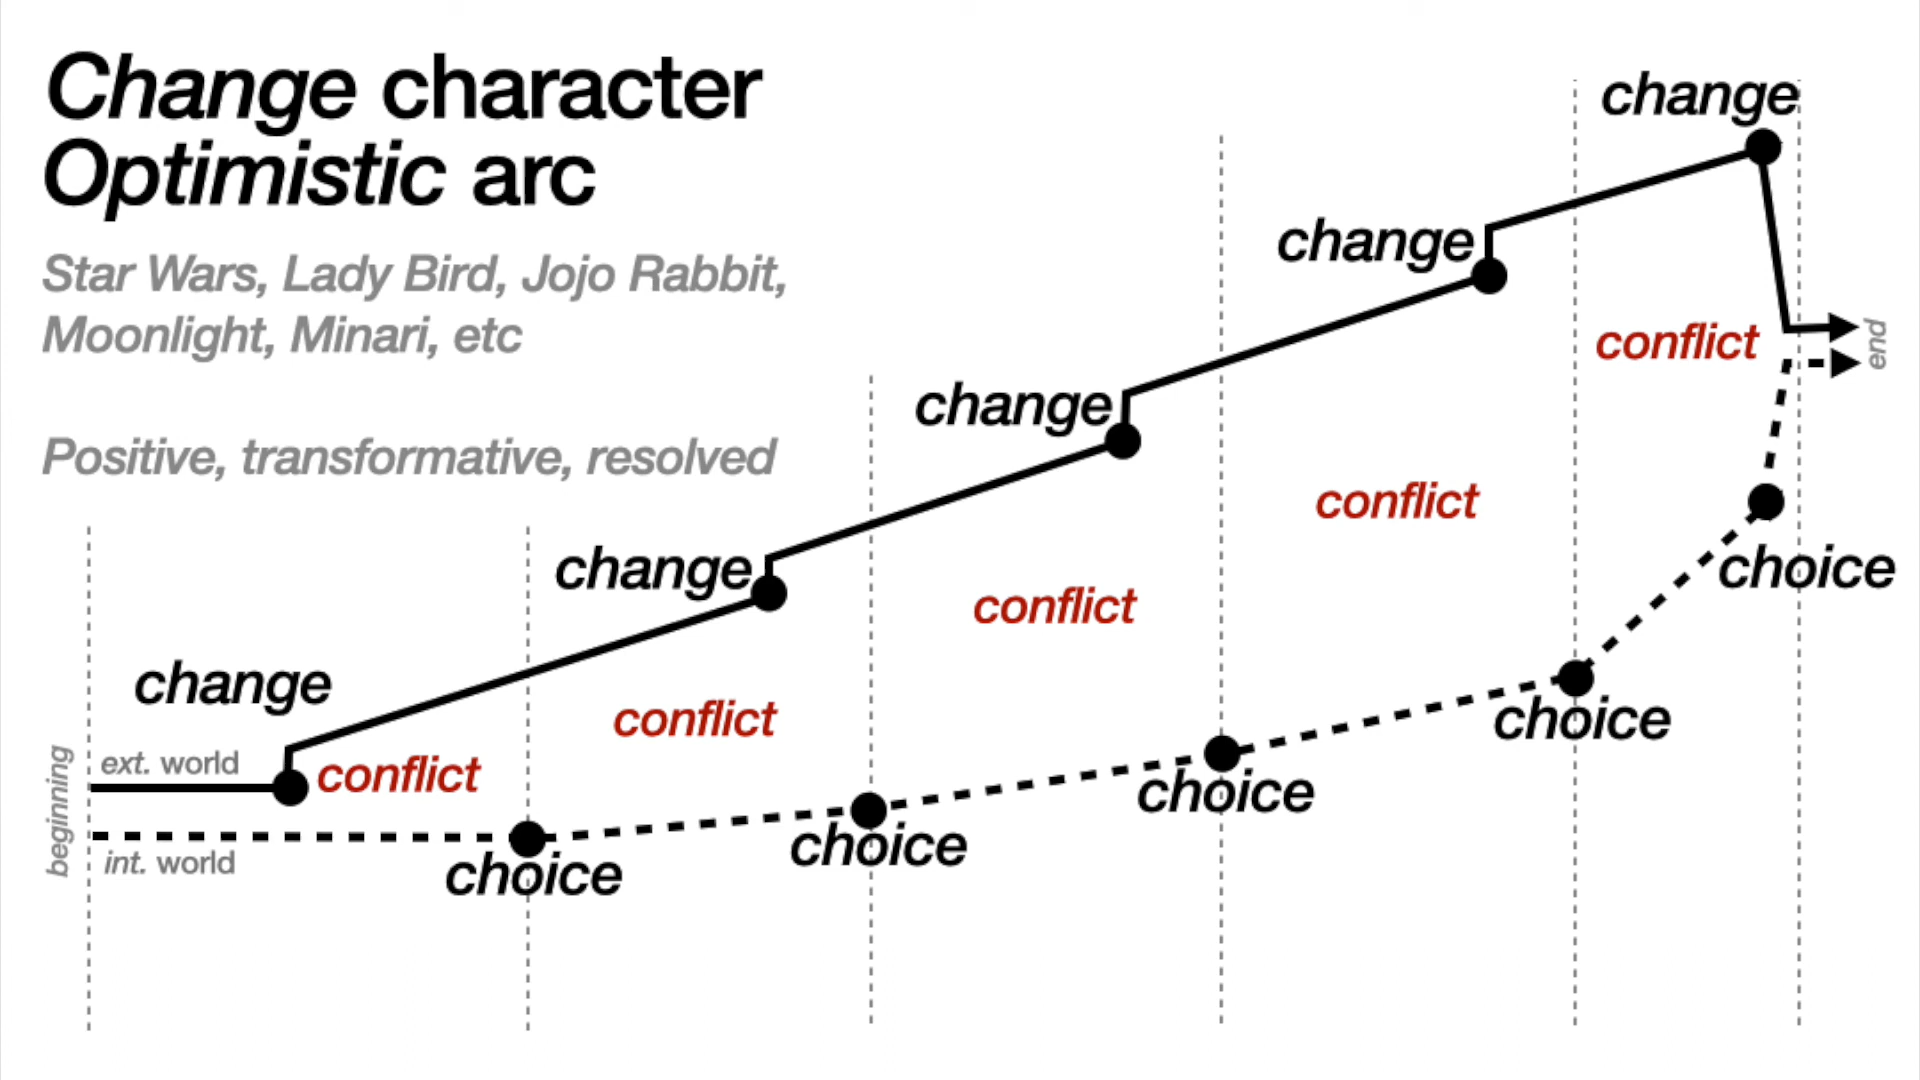 Change character
Optimistic arc
Star Wars, Lady Bird, Jojo Rabbit,
Moonlight, Minari, etc
Positive, transformative, resolved
change
change
change
change
change
conflict
conflict
conflict
conflict
conflict
choice
choice
choice
choice
choice
beginning
ext. world
int. world
end